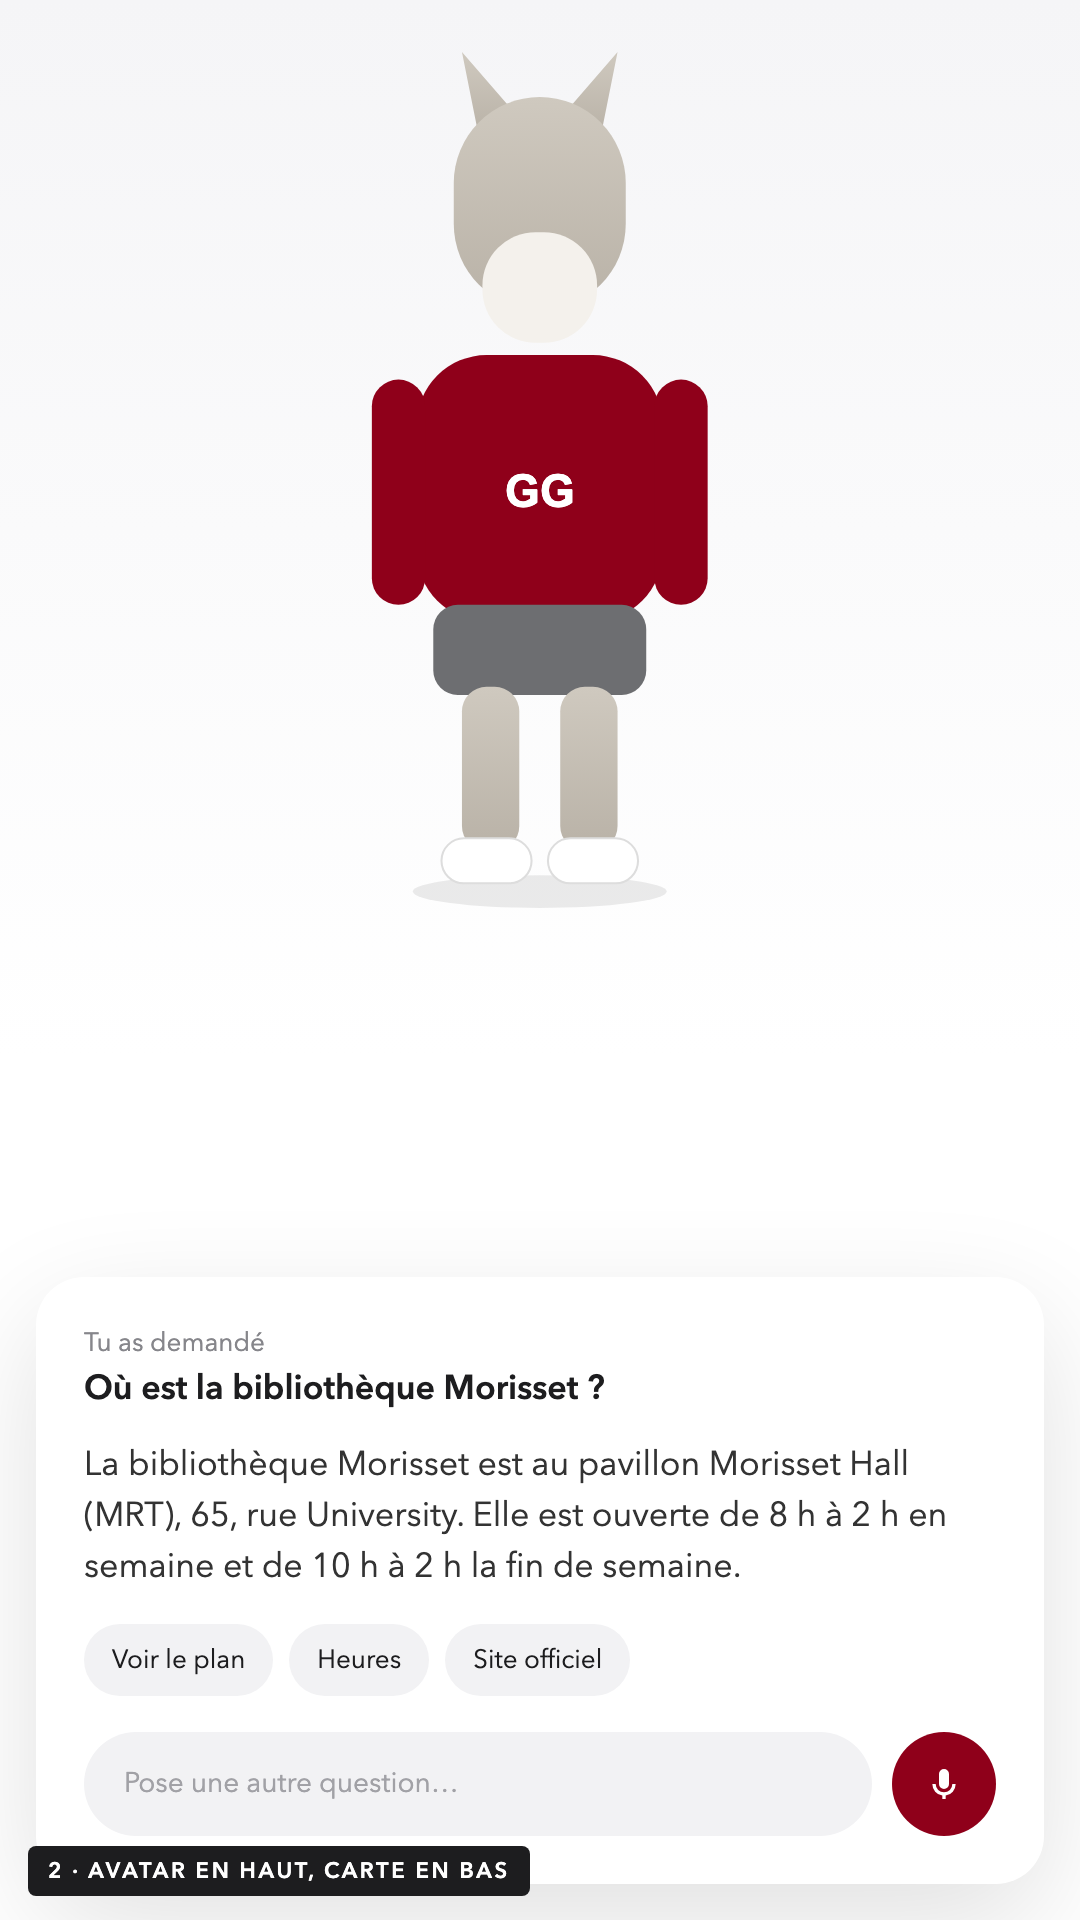 GG
Tu as demandé
Où est la bibliothèque Morisset ?
La bibliothèque Morisset est au pavillon Morisset Hall
(MRT), 65, rue University. Elle est ouverte de 8 h à 2 h en
semaine et de 10 h à 2 h la fin de semaine.
Voir le plan
Heures
Site officiel
Pose une autre question…
2 · AVATAR EN HAUT, CARTE EN BAS